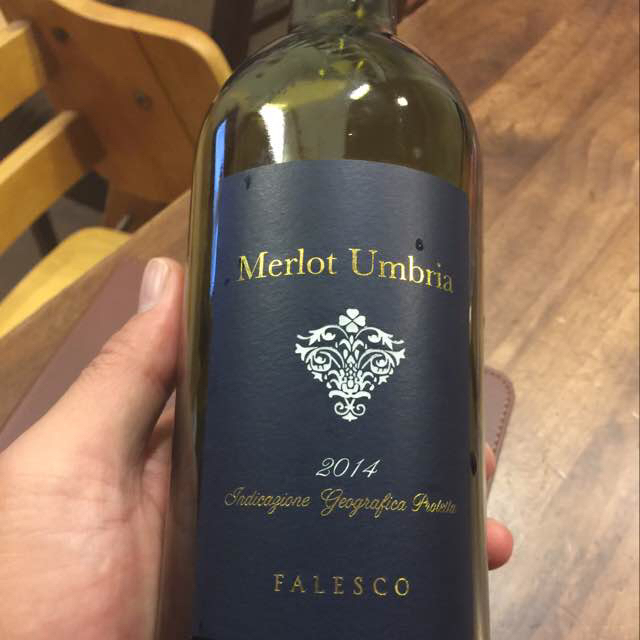 Merlot Umbria
2014
Indicazione Geografica Protetta
FALESCO